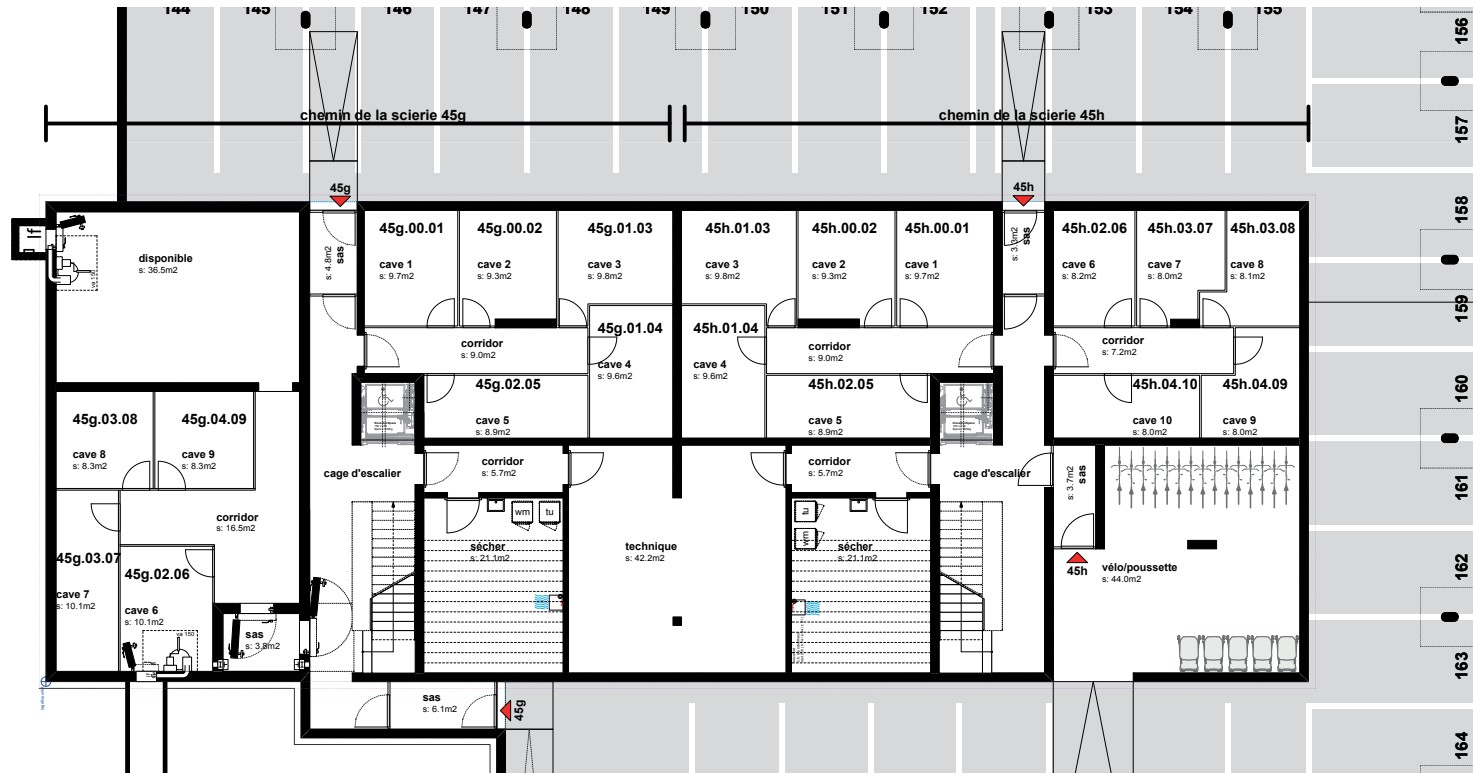 144
145
146
147
148
149
150
151
152
153
154
155
156
157
158
159
160
161
162
163
164
chemin de la scierie 45g
chemin de la scierie 45h
45g
45h
lf
va 150
disponible
s: 36.5m2
s: 4.8m2
sas
45g.00.01
cave 1
s: 9.7m2
45g.00.02
cave 2
s: 9.3m2
45g.01.03
cave 3
s: 9.8m2
45h.01.03
cave 3
s: 9.8m2
45h.00.02
cave 2
s: 9.3m2
45h.00.01
cave 1
s: 9.7m2
s: 3.3m2
sas
45h.02.06
cave 6
s: 8.2m2
45h.03.07
cave 7
s: 8.0m2
45h.03.08
cave 8
s: 8.1m2
corridor
s: 9.0m2
45g.01.04
cave 4
s: 9.6m2
45h.01.04
cave 4
s: 9.6m2
corridor
s: 9.0m2
corridor
s: 7.2m2
45g.02.05
cave 5
s: 8.9m2
45h.02.05
cave 5
s: 8.9m2
45h.04.10
cave 10
s: 8.0m2
45h.04.09
cave 9
s: 8.0m2
45g.03.08
cave 8
s: 8.3m2
45g.04.09
cave 9
s: 8.3m2
cage d'escalier
corridor
s: 5.7m2
corridor
s: 5.7m2
cage d'escalier
s: 3.7m2
sas
corridor
s: 16.5m2
wm
tu
tu
wm
sécher
s: 21.1m2
technique
s: 42.2m2
sécher
s: 21.1m2
45h
vélo/poussette
s: 44.0m2
45g.03.07
cave 7
s: 10.1m2
45g.02.06
cave 6
s: 10.1m2
va 150
sas
s: 3.8m2
sas
s: 6.1m2
45g